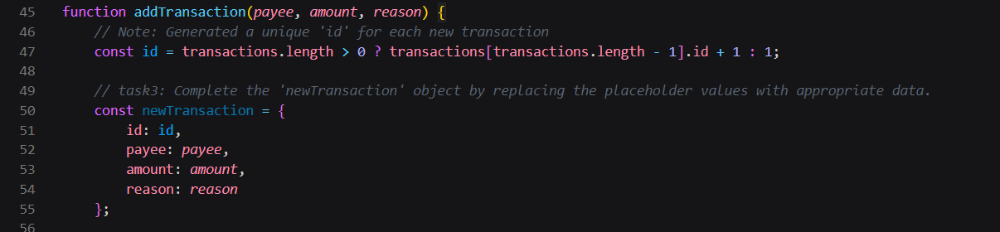 45 function addTransaction(payee, amount, reason) {
46     // Note: Generated a unique 'id' for each new transaction
47     const id = transactions.length > 0 ? transactions[transactions.length - 1].id + 1 : 1;
48
49     // task3: Complete the 'newTransaction' object by replacing the placeholder values with appropriate data.
50     const newTransaction = {
51         id: id,
52         payee: payee,
53         amount: amount,
54         reason: reason
55     };
56